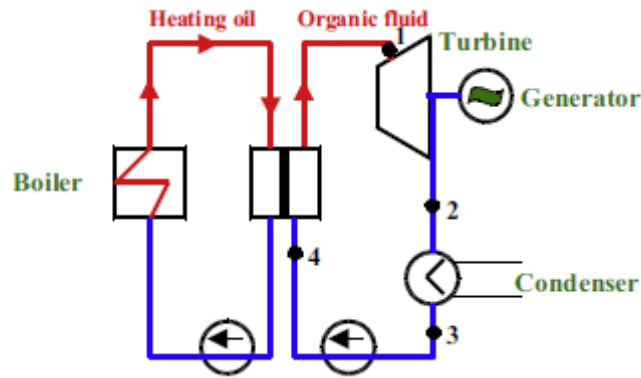 Heating oil
Organic fluid
1
Turbine
Generator
Boiler
2
4
Condenser
3